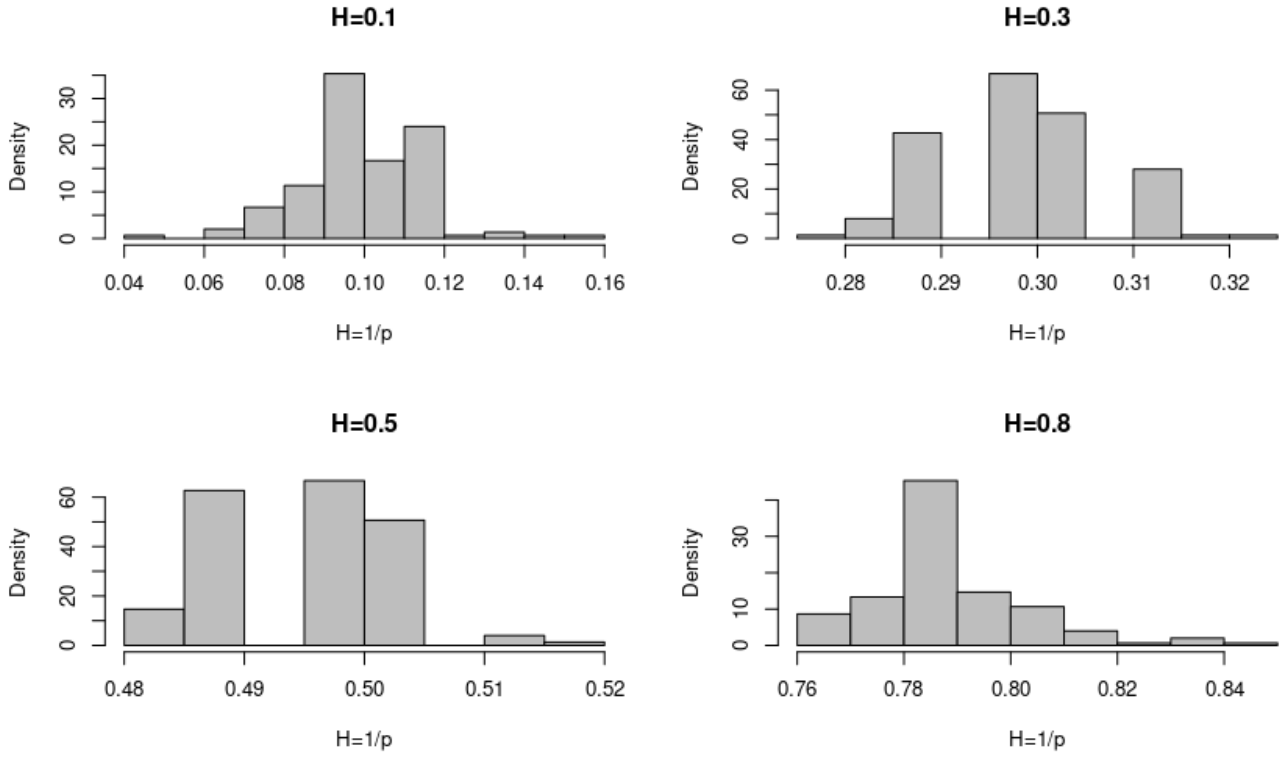 H=0.1
Density
0 10 20 30
0.04 0.06 0.08 0.10 0.12 0.14 0.16
H=1/p
H=0.3
Density
0 20 40 60
0.28 0.29 0.30 0.31 0.32
H=1/p
H=0.5
Density
0 20 40 60
0.48 0.49 0.50 0.51 0.52
H=1/p
H=0.8
Density
0 10 30
0.76 0.78 0.80 0.82 0.84
H=1/p